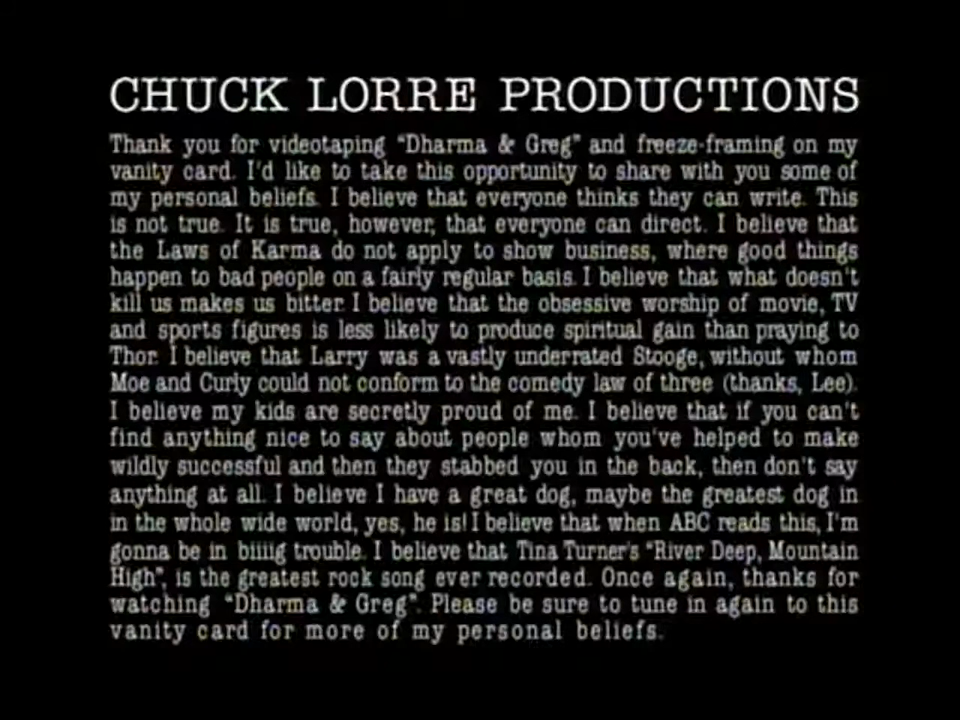 CHUCK LORRE PRODUCTIONS
Thank you for videotaping “Dharma & Greg” and freeze-framing on my
vanity card. I'd like to take this opportunity to share with you some of
my personal beliefs. I believe that everyone thinks they can write. This
is not true. It is true, however, that everyone can direct. I believe that
the Laws of Karma do not apply to show business, where good things
happen to bad people on a fairly regular basis. I believe that what doesn't
kill us makes us bitter. I believe that the obsessive worship of movie, TV
and sports figures is less likely to produce spiritual gain than praying to
Thor. I believe that Larry was a vastly underrated Stooge, without whom
Moe and Curly could not conform to the comedy law of three (thanks, Lee).
I believe my kids are secretly proud of me. I believe that if you can't
find anything nice to say about people whom you've helped to make
wildly successful and then they stabbed you in the back, then don't say
anything at all. I believe I have a great dog, maybe the greatest dog in
in the whole wide world, yes, he is! I believe that when ABC reads this, I'm
gonna be in biiiig trouble. I believe that Tina Turner's “River Deep, Mountain
High”, is the greatest rock song ever recorded. Once again, thanks for
watching “Dharma & Greg”. Please be sure to tune in again to this
vanity card for more of my personal beliefs.